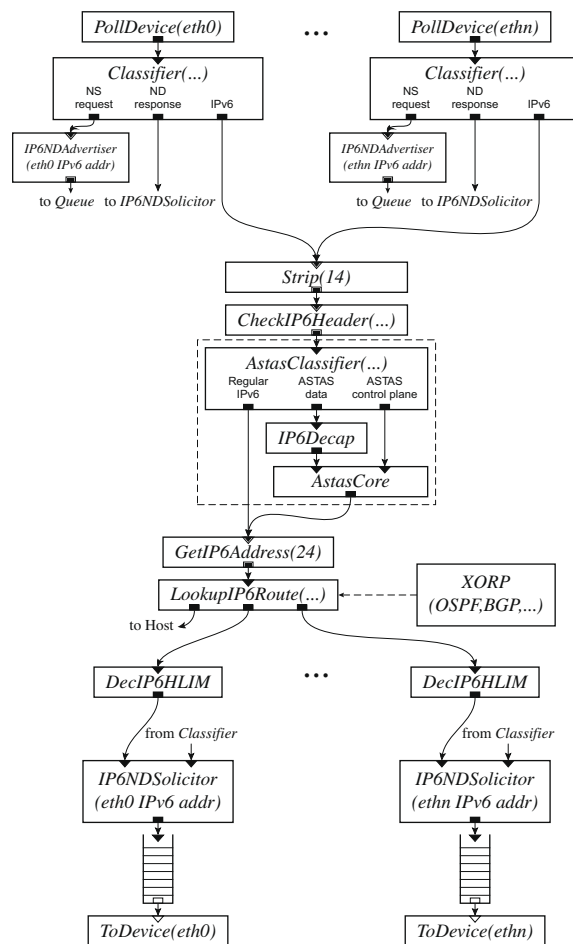 PollDevice(eth0)
...
PollDevice(ethn)
Classifier(...)
NS request
ND response
IPv6
Classifier(...)
NS request
ND response
IPv6
IP6NDAdvertiser
(eth0 IPv6 addr)
IP6NDAdvertiser
(ethn IPv6 addr)
to Queue
to IP6NDSolicitor
to Queue
to IP6NDSolicitor
Strip(14)
CheckIP6Header(...)
AstasClassifier(...)
Regular IPv6
ASTAS data
ASTAS control plane
IP6Decap
AstasCore
GetIP6Address(24)
LookupIP6Route(...)
XORP
(OSPF,BGP,...)
to Host
DecIP6HLIM
...
DecIP6HLIM
from Classifier
from Classifier
IP6NDSolicitor
(eth0 IPv6 addr)
IP6NDSolicitor
(ethn IPv6 addr)
ToDevice(eth0)
ToDevice(ethn)